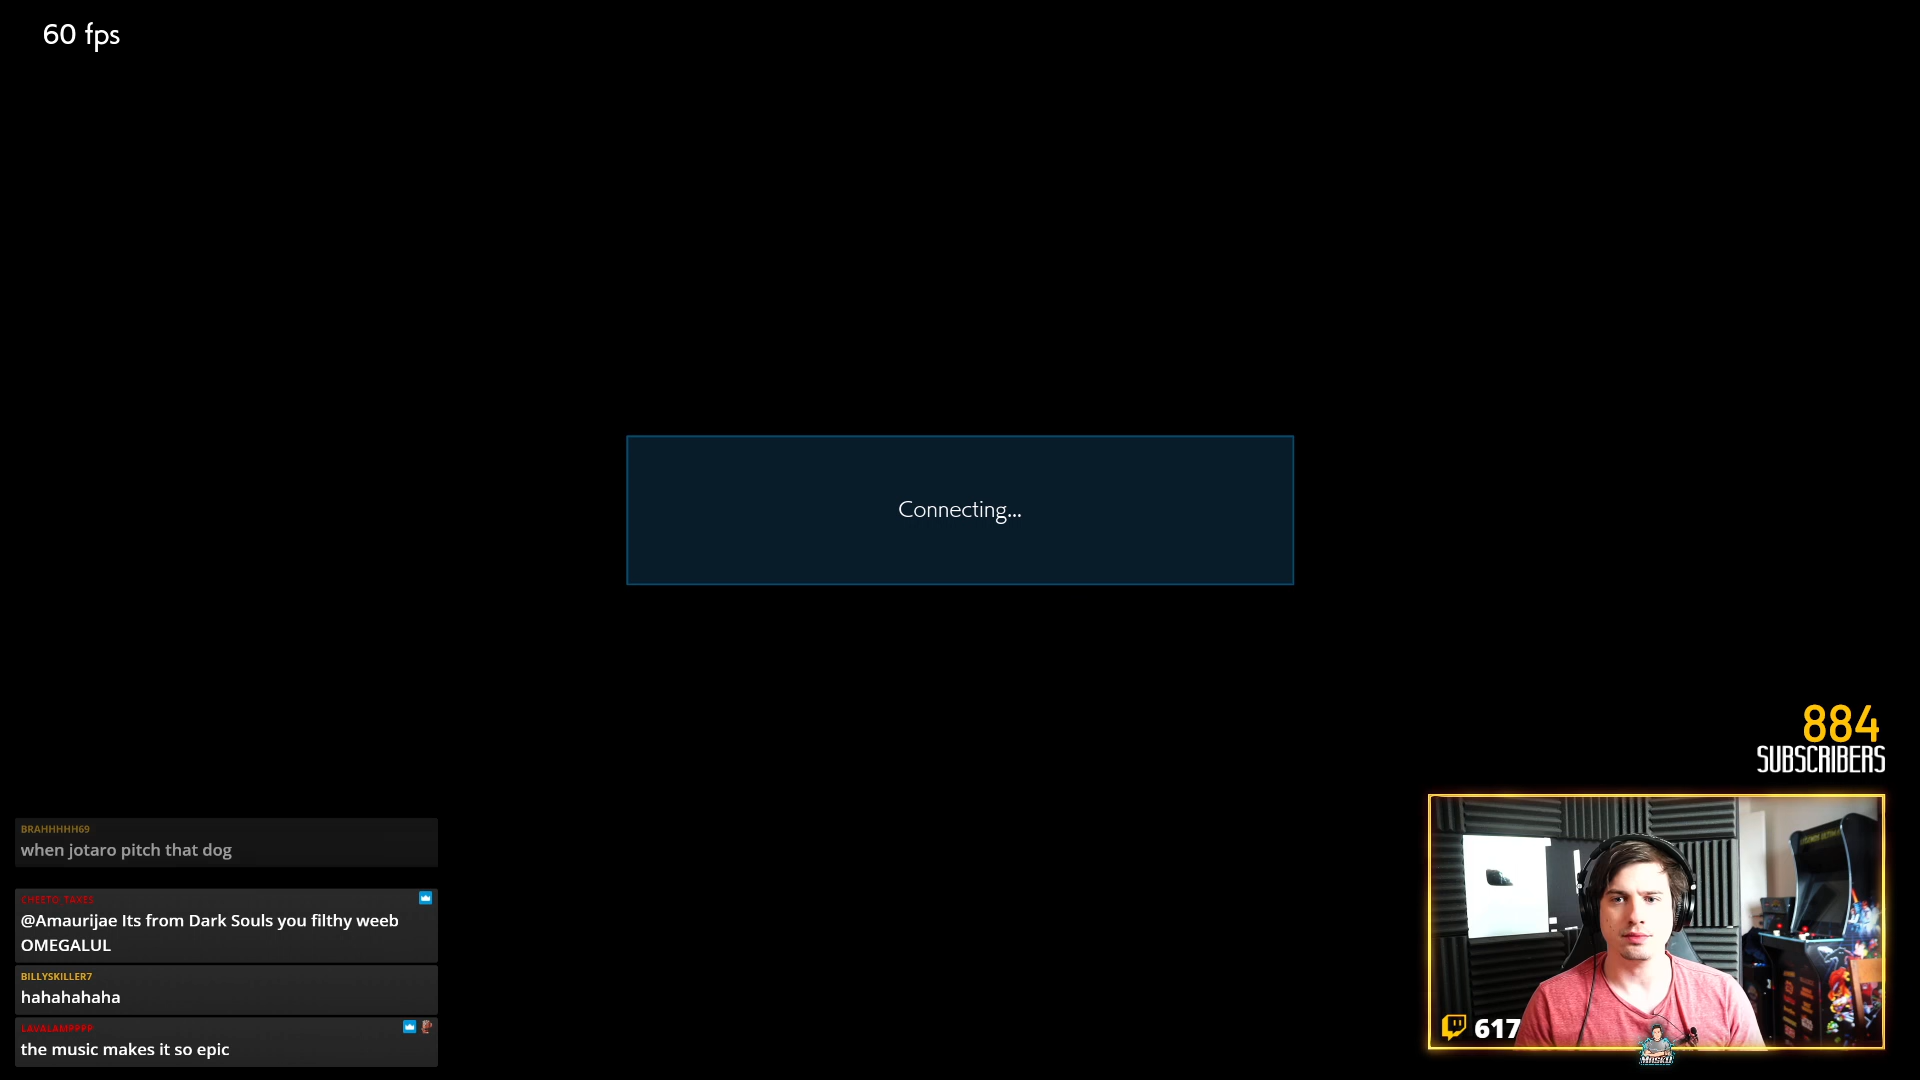 60 fps
Connecting...
884
SUBSCRIBERS
BRAHHHHH69
when jotaro pitch that dog
CHEETO_TAXES
@Amaurijae Its from Dark Souls you filthy weeb
OMEGALUL
BILLYSKILLER7
hahahahaha
LAVALAMPPPP
the music makes it so epic
617